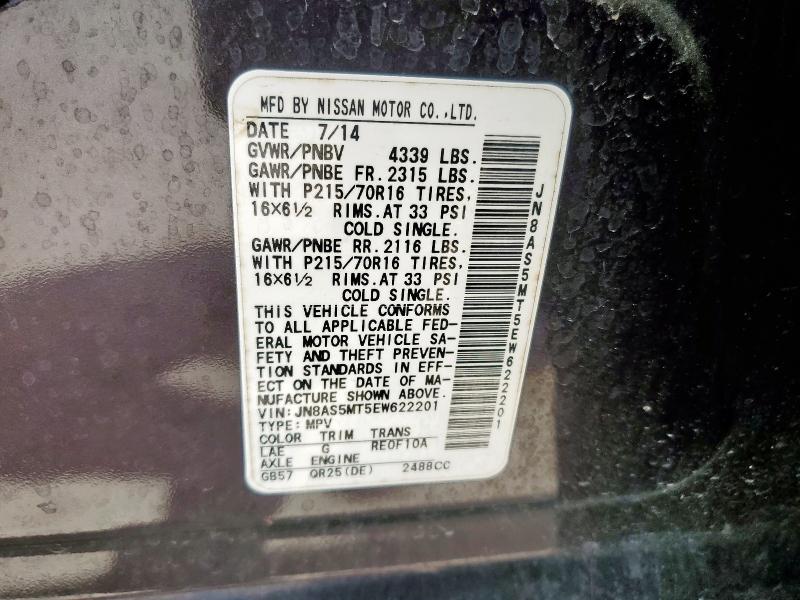 MFD BY NISSAN MOTOR CO.,LTD.
DATE 7/14
GVWR/PNBV 4339 LBS.
GAWR/PNBE FR. 2315 LBS.
WITH P215/70R16 TIRES,
16×6½ RIMS.AT 33 PSI
COLD SINGLE.
GAWR/PNBE RR. 2116 LBS.
WITH P215/70R16 TIRES,
16×6½ RIMS.AT 33 PSI
COLD SINGLE.
THIS VEHICLE CONFORMS
TO ALL APPLICABLE FED-
ERAL MOTOR VEHICLE SA-
FETY AND THEFT PREVEN-
TION STANDARDS IN EFF-
ECT ON THE DATE OF MA-
NUFACTURE SHOWN ABOVE.
VIN:JN8AS5MT5EW622201
TYPE:MPV
COLOR TRIM TRANS
LAE G RE0F10A
AXLE ENGINE
GB57 QR25(DE) 2488CC
JN8AS5MT5EW622201